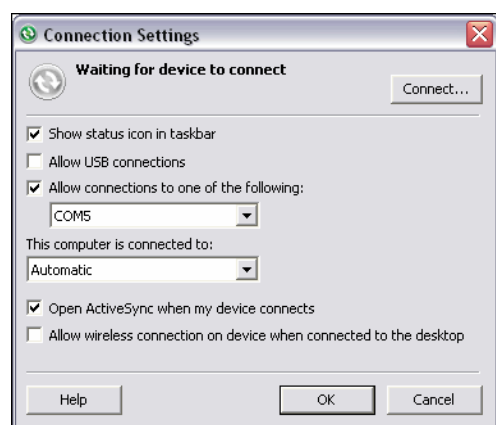 Connection Settings
Waiting for device to connect
Connect...
Show status icon in taskbar
Allow USB connections
Allow connections to one of the following:
COM5
This computer is connected to:
Automatic
Open ActiveSync when my device connects
Allow wireless connection on device when connected to the desktop
Help OK Cancel